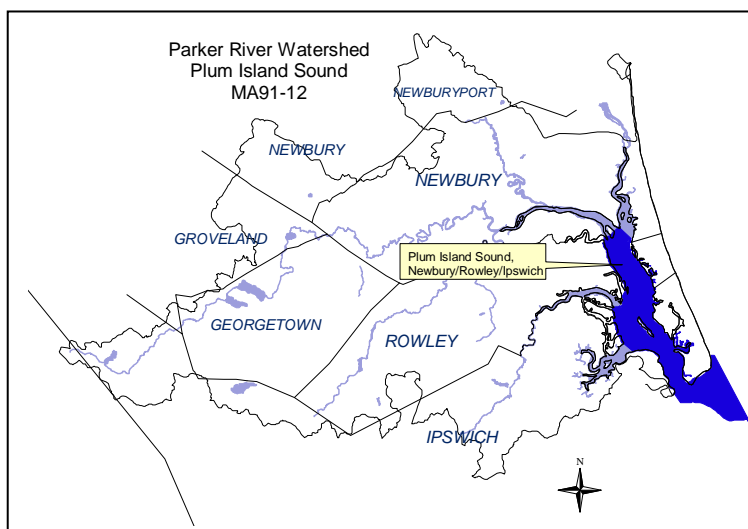 Parker River Watershed
Plum Island Sound
MA91-12
NEWBURYPORT
NEWBURY
NEWBURY
GROVELAND
Plum Island Sound,
Newbury/Rowley/Ipswich
GEORGETOWN
ROWLEY
IPSWICH
N